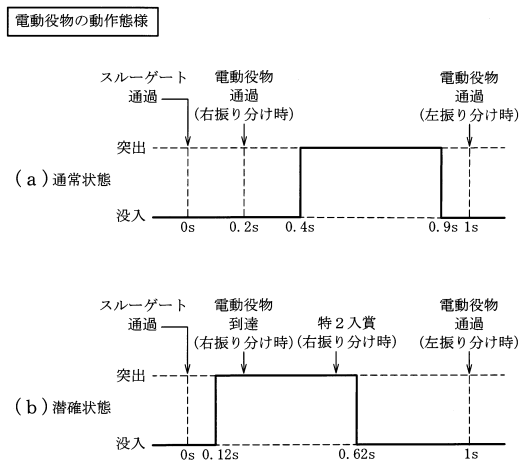 電動役物の動作態様
スルーゲート
通過
電動役物
通過
(右振り分け時)
電動役物
通過
(左振り分け時)
突出
(a)通常状態
没入
0s
0.2s
0.4s
0.9s
1s
スルーゲート
通過
電動役物
到達
(右振り分け時)
特2入賞
(右振り分け時)
電動役物
通過
(左振り分け時)
突出
(b)潜確状態
没入
0s
0.12s
0.62s
1s